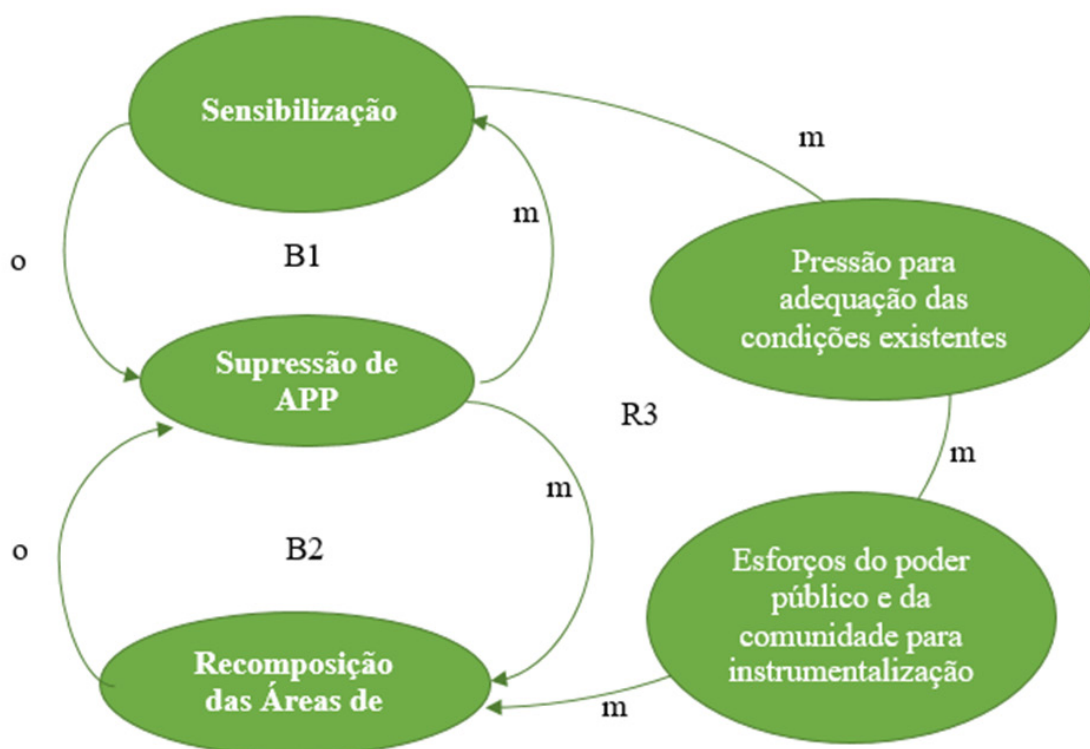 Sensibilização
m
Pressão para
adequação das
condições existentes
m
o
B1
Supressão de
APP
R3
m
m
o
B2
Esforços do poder
público e da
comunidade para
instrumentalização
Recomposição
das Áreas de
m